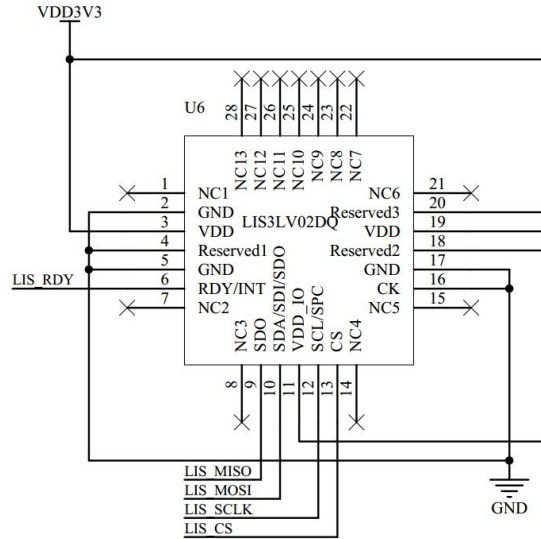 VDD3V3
U6
28
27
26
25
24
23
22
NC13
NC12
NC11
NC10
NC9
NC8
NC7
LIS3LV02DQ
1 NC1
2 GND
3 VDD
4 Reserved1
5 GND
LIS_RDY 6 RDY/INT
7 NC2
NC6 21
Reserved3 20
VDD 19
Reserved2 18
GND 17
CK 16
NC5 15
NC3
SDO
SDA/SDI/SDO
VDD_IO
SCL/SPC
CS
NC4
8
9
10
11
12
13
14
LIS_MISO
LIS_MOSI
LIS_SCLK
LIS_CS
GND